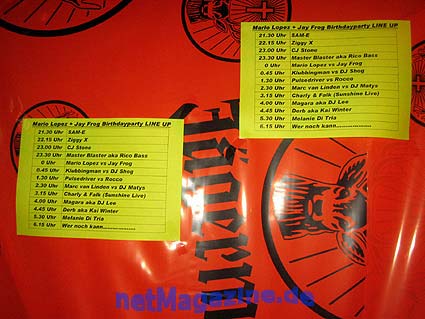 Mario Lopez + Jay Frog Birthdayparty LINE UP
21.30 Uhr SAM-E
22.15 Uhr Ziggy X
23.00 Uhr CJ Stone
23.30 Uhr Master Blaster aka Rico Bass
0 Uhr Mario Lopez vs Jay Frog
0.45 Uhr Klubbingman vs DJ Shog
1.30 Uhr Pulsedriver vs Rocco
2.30 Uhr Marc van Linden vs DJ Matys
3.15 Uhr Charly & Falk (Sunshine Live)
4.00 Uhr Magara aka DJ Lee
4.45 Uhr Derb aka Kai Winter
5.30 Uhr Melanie Di Tria
6.15 Uhr Wer noch kann................
Mario Lopez + Jay Frog Birthdayparty LINE UP
21.30 Uhr SAM-E
22.15 Uhr Ziggy X
23.00 Uhr CJ Stone
23.30 Uhr Master Blaster aka Rico Bass
0 Uhr Mario Lopez vs Jay Frog
0.45 Uhr Klubbingman vs DJ Shog
1.30 Uhr Pulsedriver vs Rocco
2.30 Uhr Marc van Linden vs DJ Matys
3.15 Uhr Charly & Falk (Sunshine Live)
4.00 Uhr Magara aka DJ Lee
4.45 Uhr Derb aka Kai Winter
5.30 Uhr Melanie Di Tria
6.15 Uhr Wer noch kann................
netMagazine.de